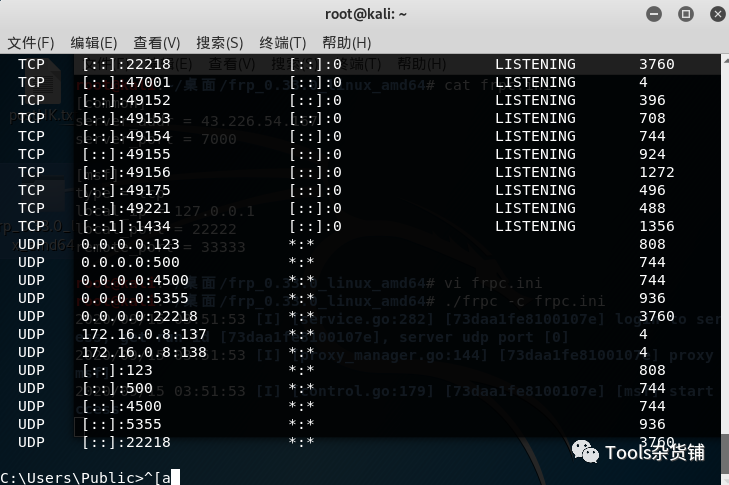 root@kali: ~
文件(F) 编辑(E) 查看(V) 搜索(S) 终端(T) 帮助(H)
TCP [::]:22218 [::]:0 LISTENING 3760
TCP [::]:47001 [::]:0 LISTENING 4
TCP [::]:49152 [::]:0 LISTENING 396
TCP [::]:49153 [::]:0 LISTENING 708
TCP [::]:49154 [::]:0 LISTENING 744
TCP [::]:49155 [::]:0 LISTENING 924
TCP [::]:49156 [::]:0 LISTENING 1272
TCP [::]:49175 [::]:0 LISTENING 496
TCP [::]:49221 [::]:0 LISTENING 488
TCP [::1]:1434 [::]:0 LISTENING 1356
UDP 0.0.0.0:123 *:* 808
UDP 0.0.0.0:500 *:* 744
UDP 0.0.0.0:4500 *:* 744
UDP 0.0.0.0:5355 *:* 936
UDP 0.0.0.0:22218 *:* 3760
UDP 172.16.0.8:137 *:* 4
UDP 172.16.0.8:138 *:* 4
UDP [::]:123 *:* 808
UDP [::]:500 *:* 744
UDP [::]:4500 *:* 744
UDP [::]:5355 *:* 936
UDP [::]:22218 *:* 3760
Tools杂货铺
C:\Users\Public>^[a